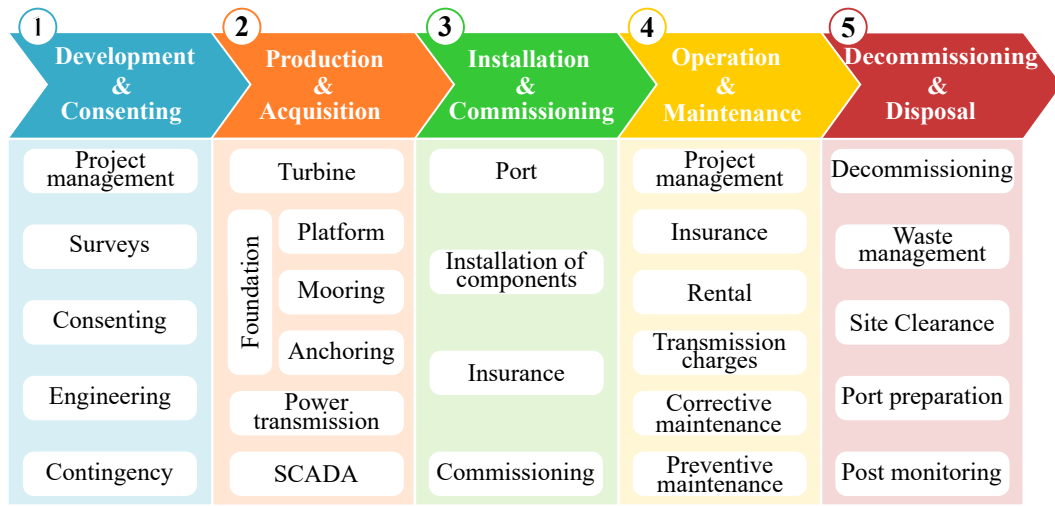 1
Development
&
Consenting
Project
management
Surveys
Consenting
Engineering
Contingency
2
Production
&
Acquisition
Turbine
Foundation
Platform
Mooring
Anchoring
Power
transmission
SCADA
3
Installation
&
Commissioning
Port
Installation of
components
Insurance
Commissioning
4
Operation
&
Maintenance
Project
management
Insurance
Rental
Transmission
charges
Corrective
maintenance
Preventive
maintenance
5
Decommissioning
&
Disposal
Decommissioning
Waste
management
Site Clearance
Port preparation
Post monitoring